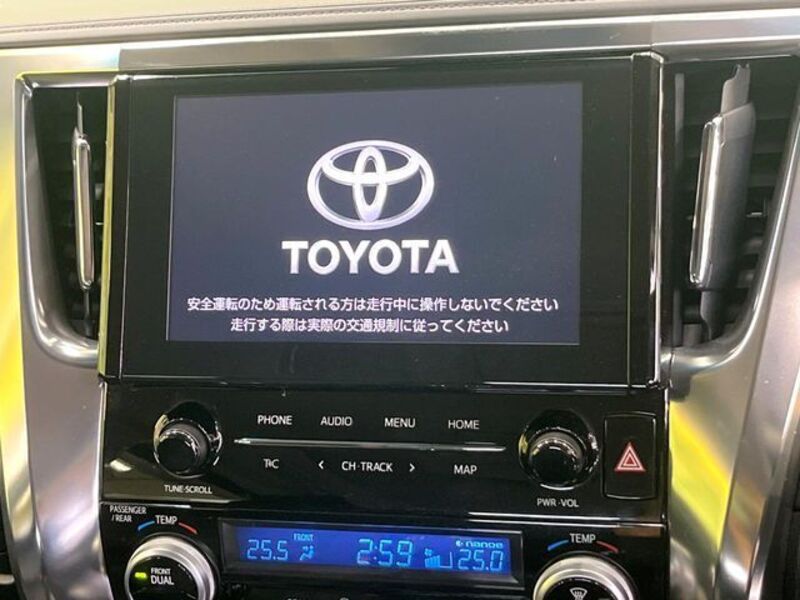 TOYOTA
安全運転のため運転される方は走行中に操作しないでください
走行する際は実際の交通規制に従ってください
PHONE AUDIO MENU HOME
T&C < CH·TRACK > MAP
TUNE·SCROLL
PWR·VOL
PASSENGER
/REAR
TEMP
FRONT
DUAL
25.5
FRONT
2:59
nanoe
25.0
TEMP